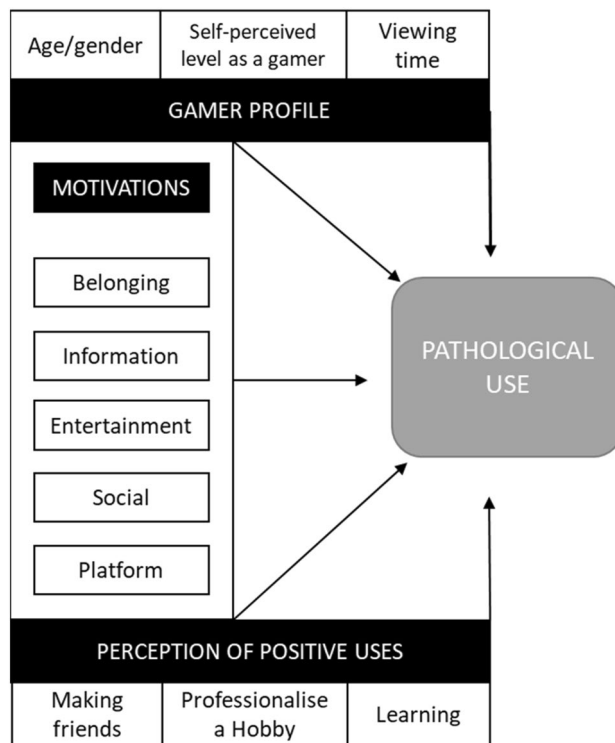 Age/gender
Self-perceived
level as a gamer
Viewing
time
GAMER PROFILE
MOTIVATIONS
Belonging
Information
Entertainment
Social
Platform
PATHOLOGICAL
USE
PERCEPTION OF POSITIVE USES
Making
friends
Professionalise
a Hobby
Learning